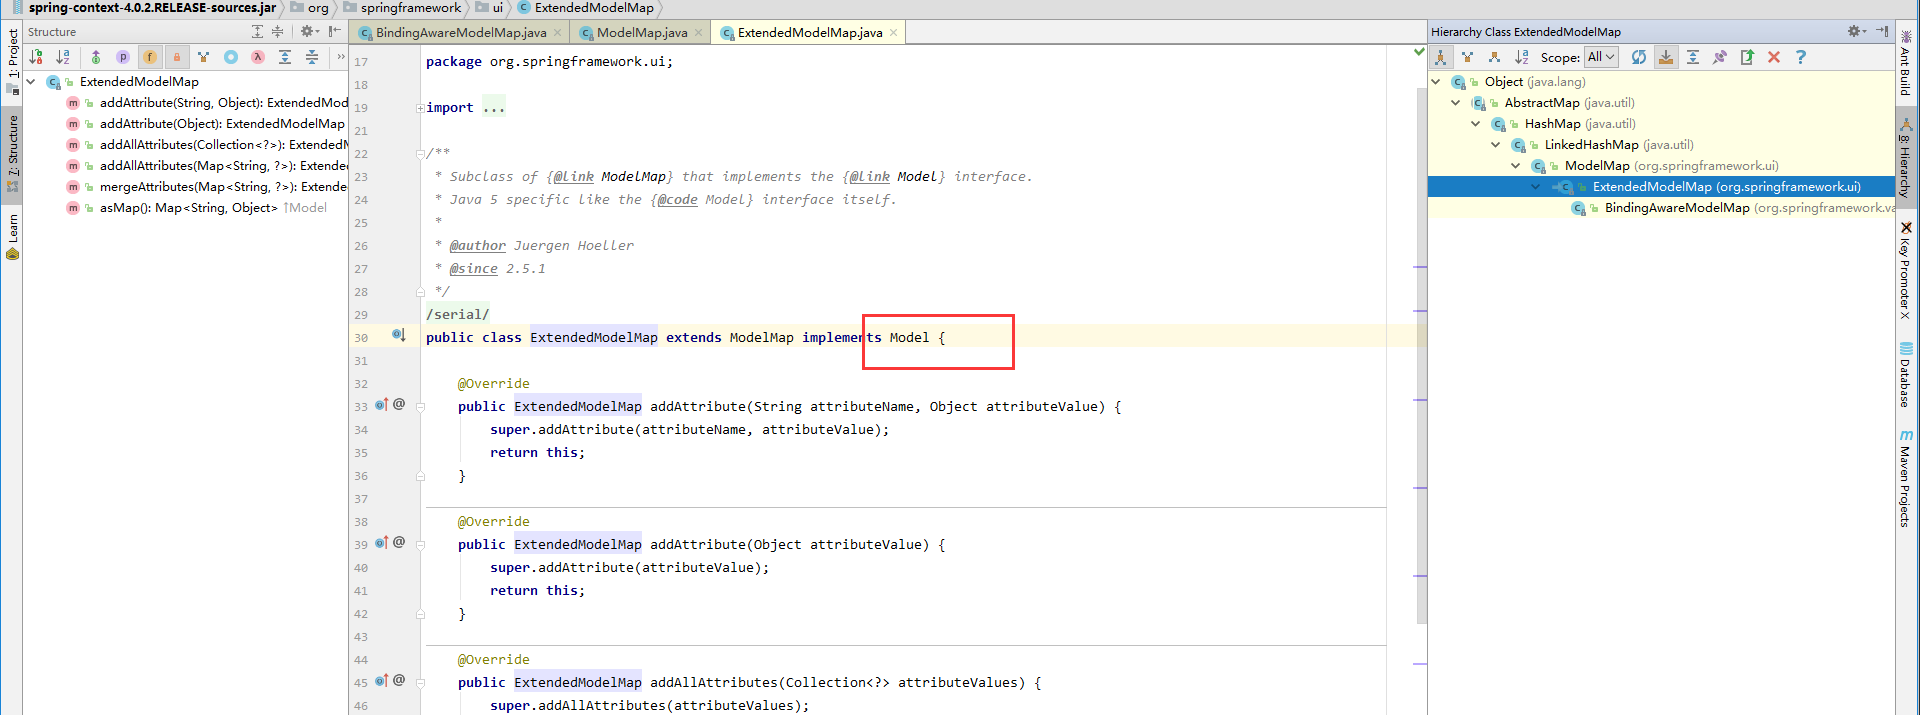 spring-context-4.0.2.RELEASE-sources.jar org springframework ui ExtendedModelMap
Structure
1: Project
7: Structure
Learn
ExtendedModelMap
addAttribute(String, Object): ExtendedMod
addAttribute(Object): ExtendedModelMap
addAllAttributes(Collection<?>): ExtendedM
addAllAttributes(Map<String, ?>): Extended
mergeAttributes(Map<String, ?>): Extended
asMap(): Map<String, Object> ↑Model
BindingAwareModelMap.java ModelMap.java ExtendedModelMap.java
17 package org.springframework.ui;
18
19 import ...
21
22 /**
23 * Subclass of {@link ModelMap} that implements the {@link Model} interface.
24 * Java 5 specific like the {@code Model} interface itself.
25 *
26 * @author Juergen Hoeller
27 * @since 2.5.1
28 */
29 /serial/
30 public class ExtendedModelMap extends ModelMap implements Model {
31
32 @Override
33 public ExtendedModelMap addAttribute(String attributeName, Object attributeValue) {
34 super.addAttribute(attributeName, attributeValue);
35 return this;
36 }
37
38 @Override
39 public ExtendedModelMap addAttribute(Object attributeValue) {
40 super.addAttribute(attributeValue);
41 return this;
42 }
43
44 @Override
45 public ExtendedModelMap addAllAttributes(Collection<?> attributeValues) {
46 super.addAllAttributes(attributeValues);
Hierarchy Class ExtendedModelMap
Scope: All
Object (java.lang)
AbstractMap (java.util)
HashMap (java.util)
LinkedHashMap (java.util)
ModelMap (org.springframework.ui)
ExtendedModelMap (org.springframework.ui)
BindingAwareModelMap (org.springframework.va
Ant Build
8: Hierarchy
Key Promoter X
Database
Maven Projects